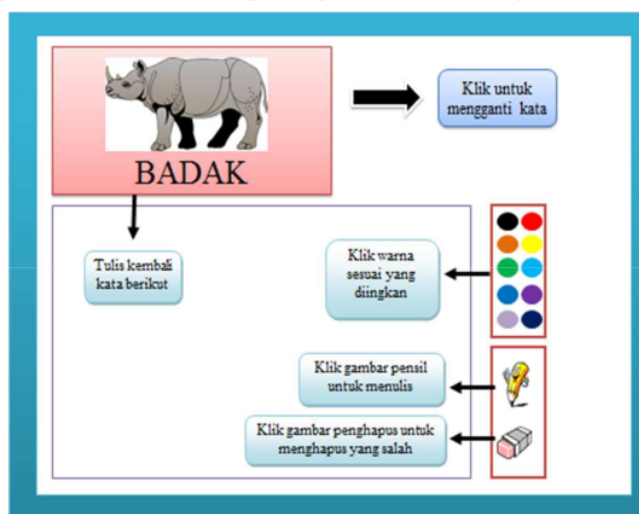 BADAK
Klik untuk
mengganti kata
Tulis kembali
kata berikut
Klik warna
sesuai yang
diingkan
Klik gambar pensil
untuk menulis
Klik gambar penghapus untuk
menghapus yang salah